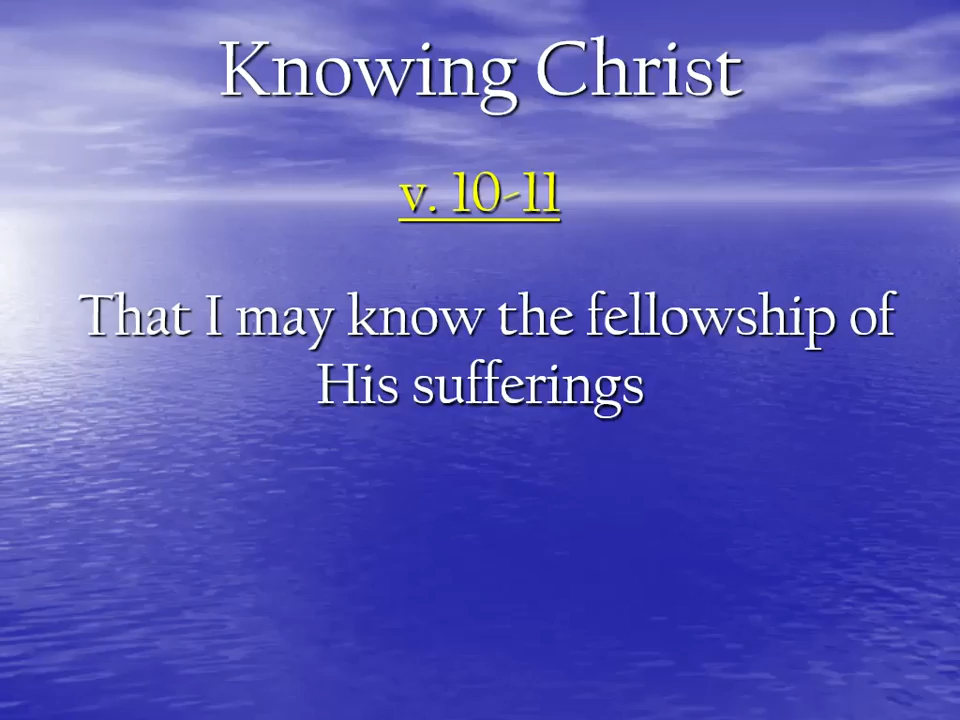 Knowing Christ
v. 10-11
That I may know the fellowship of
His sufferings